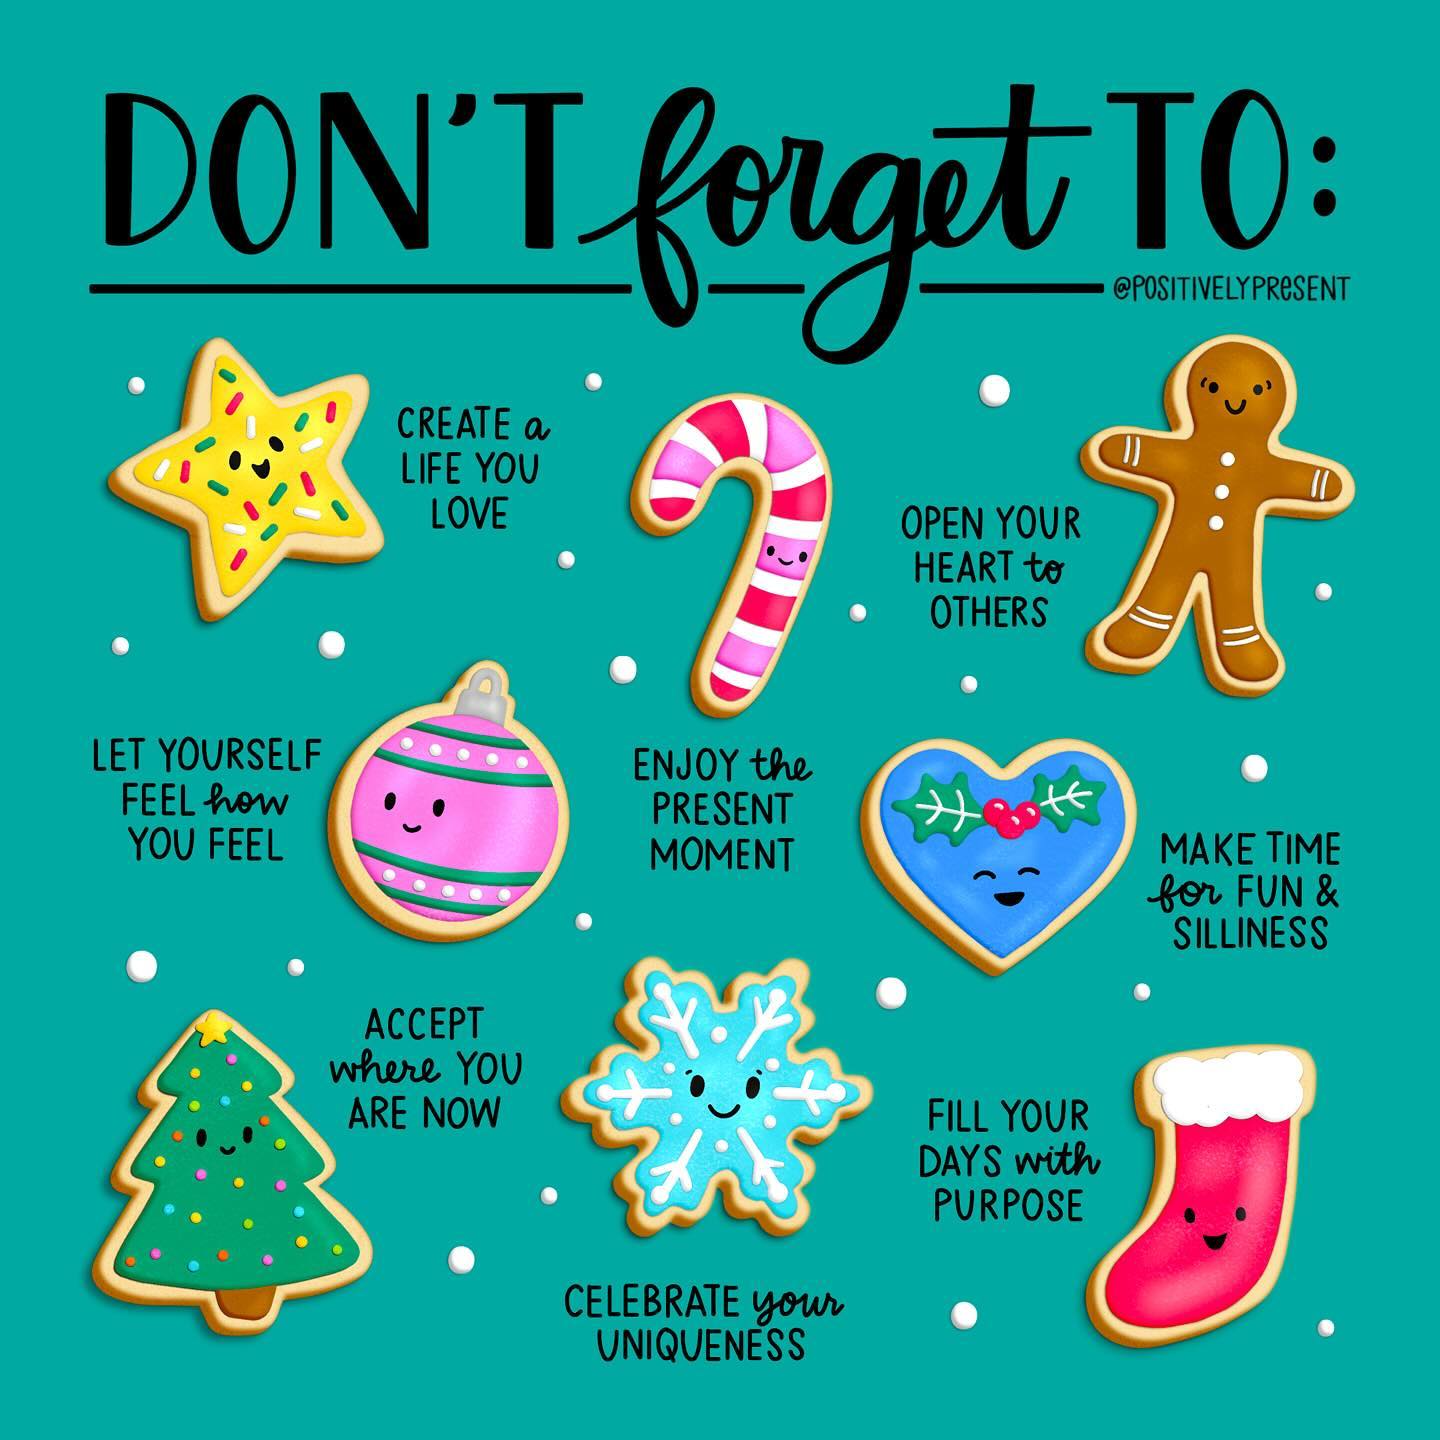 DON'T forget TO:
@POSITIVELYPRESENT
CREATE a
LIFE YOU
LOVE
OPEN YOUR
HEART to
OTHERS
LET YOURSELF
FEEL how
YOU FEEL
ENJOY the
PRESENT
MOMENT
MAKE TIME
for FUN &
SILLINESS
ACCEPT
where YOU
ARE NOW
FILL YOUR
DAYS with
PURPOSE
CELEBRATE your
UNIQUENESS